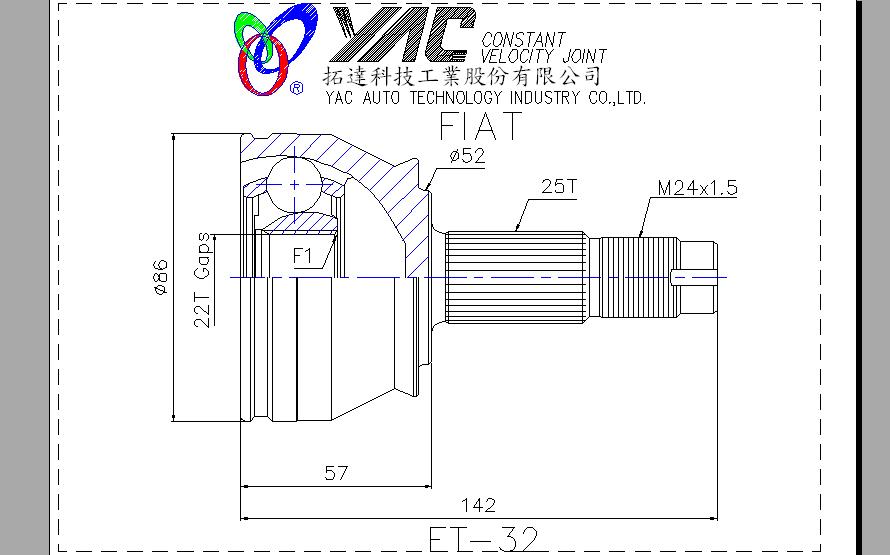 YAC CONSTANT
VELOCITY JOINT
®
拓達科技工業股份有限公司
YAC AUTO TECHNOLOGY INDUSTRY CO.,LTD.
FIAT
ø52
25T
M24x1.5
F1
22T Gaps
ø86
57
142
ET-32